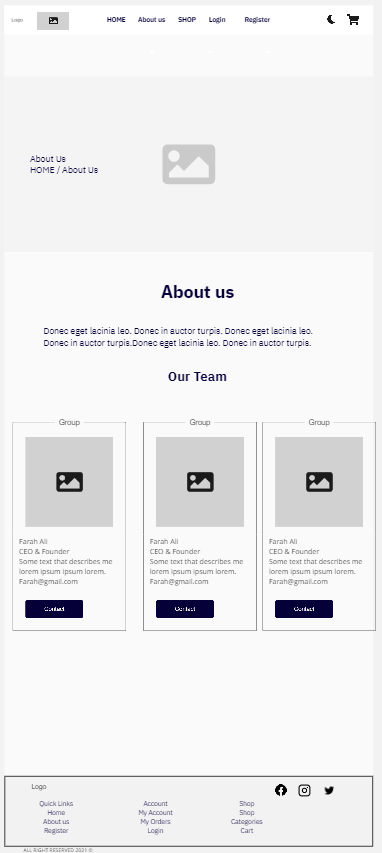 Logo
HOME About us SHOP Login Register
About Us
HOME / About Us
About us
Donec eget lacinia leo. Donec in auctor turpis. Donec eget lacinia leo.
Donec in auctor turpis.Donec eget lacinia leo. Donec in auctor turpis.
Our Team
Group
Farah Ali
CEO & Founder
Some text that describes me
lorem ipsum ipsum lorem.
Farah@gmail.com
Contact
Group
Farah Ali
CEO & Founder
Some text that describes me
lorem ipsum ipsum lorem.
Farah@gmail.com
Contact
Group
Farah Ali
CEO & Founder
Some text that describes me
lorem ipsum ipsum lorem.
Farah@gmail.com
Contact
Logo
Quick Links
Home
About us
Register
Account
My Account
My Orders
Login
Shop
Shop
Categories
Cart
ALL RIGHT RESERVED 2021 ©